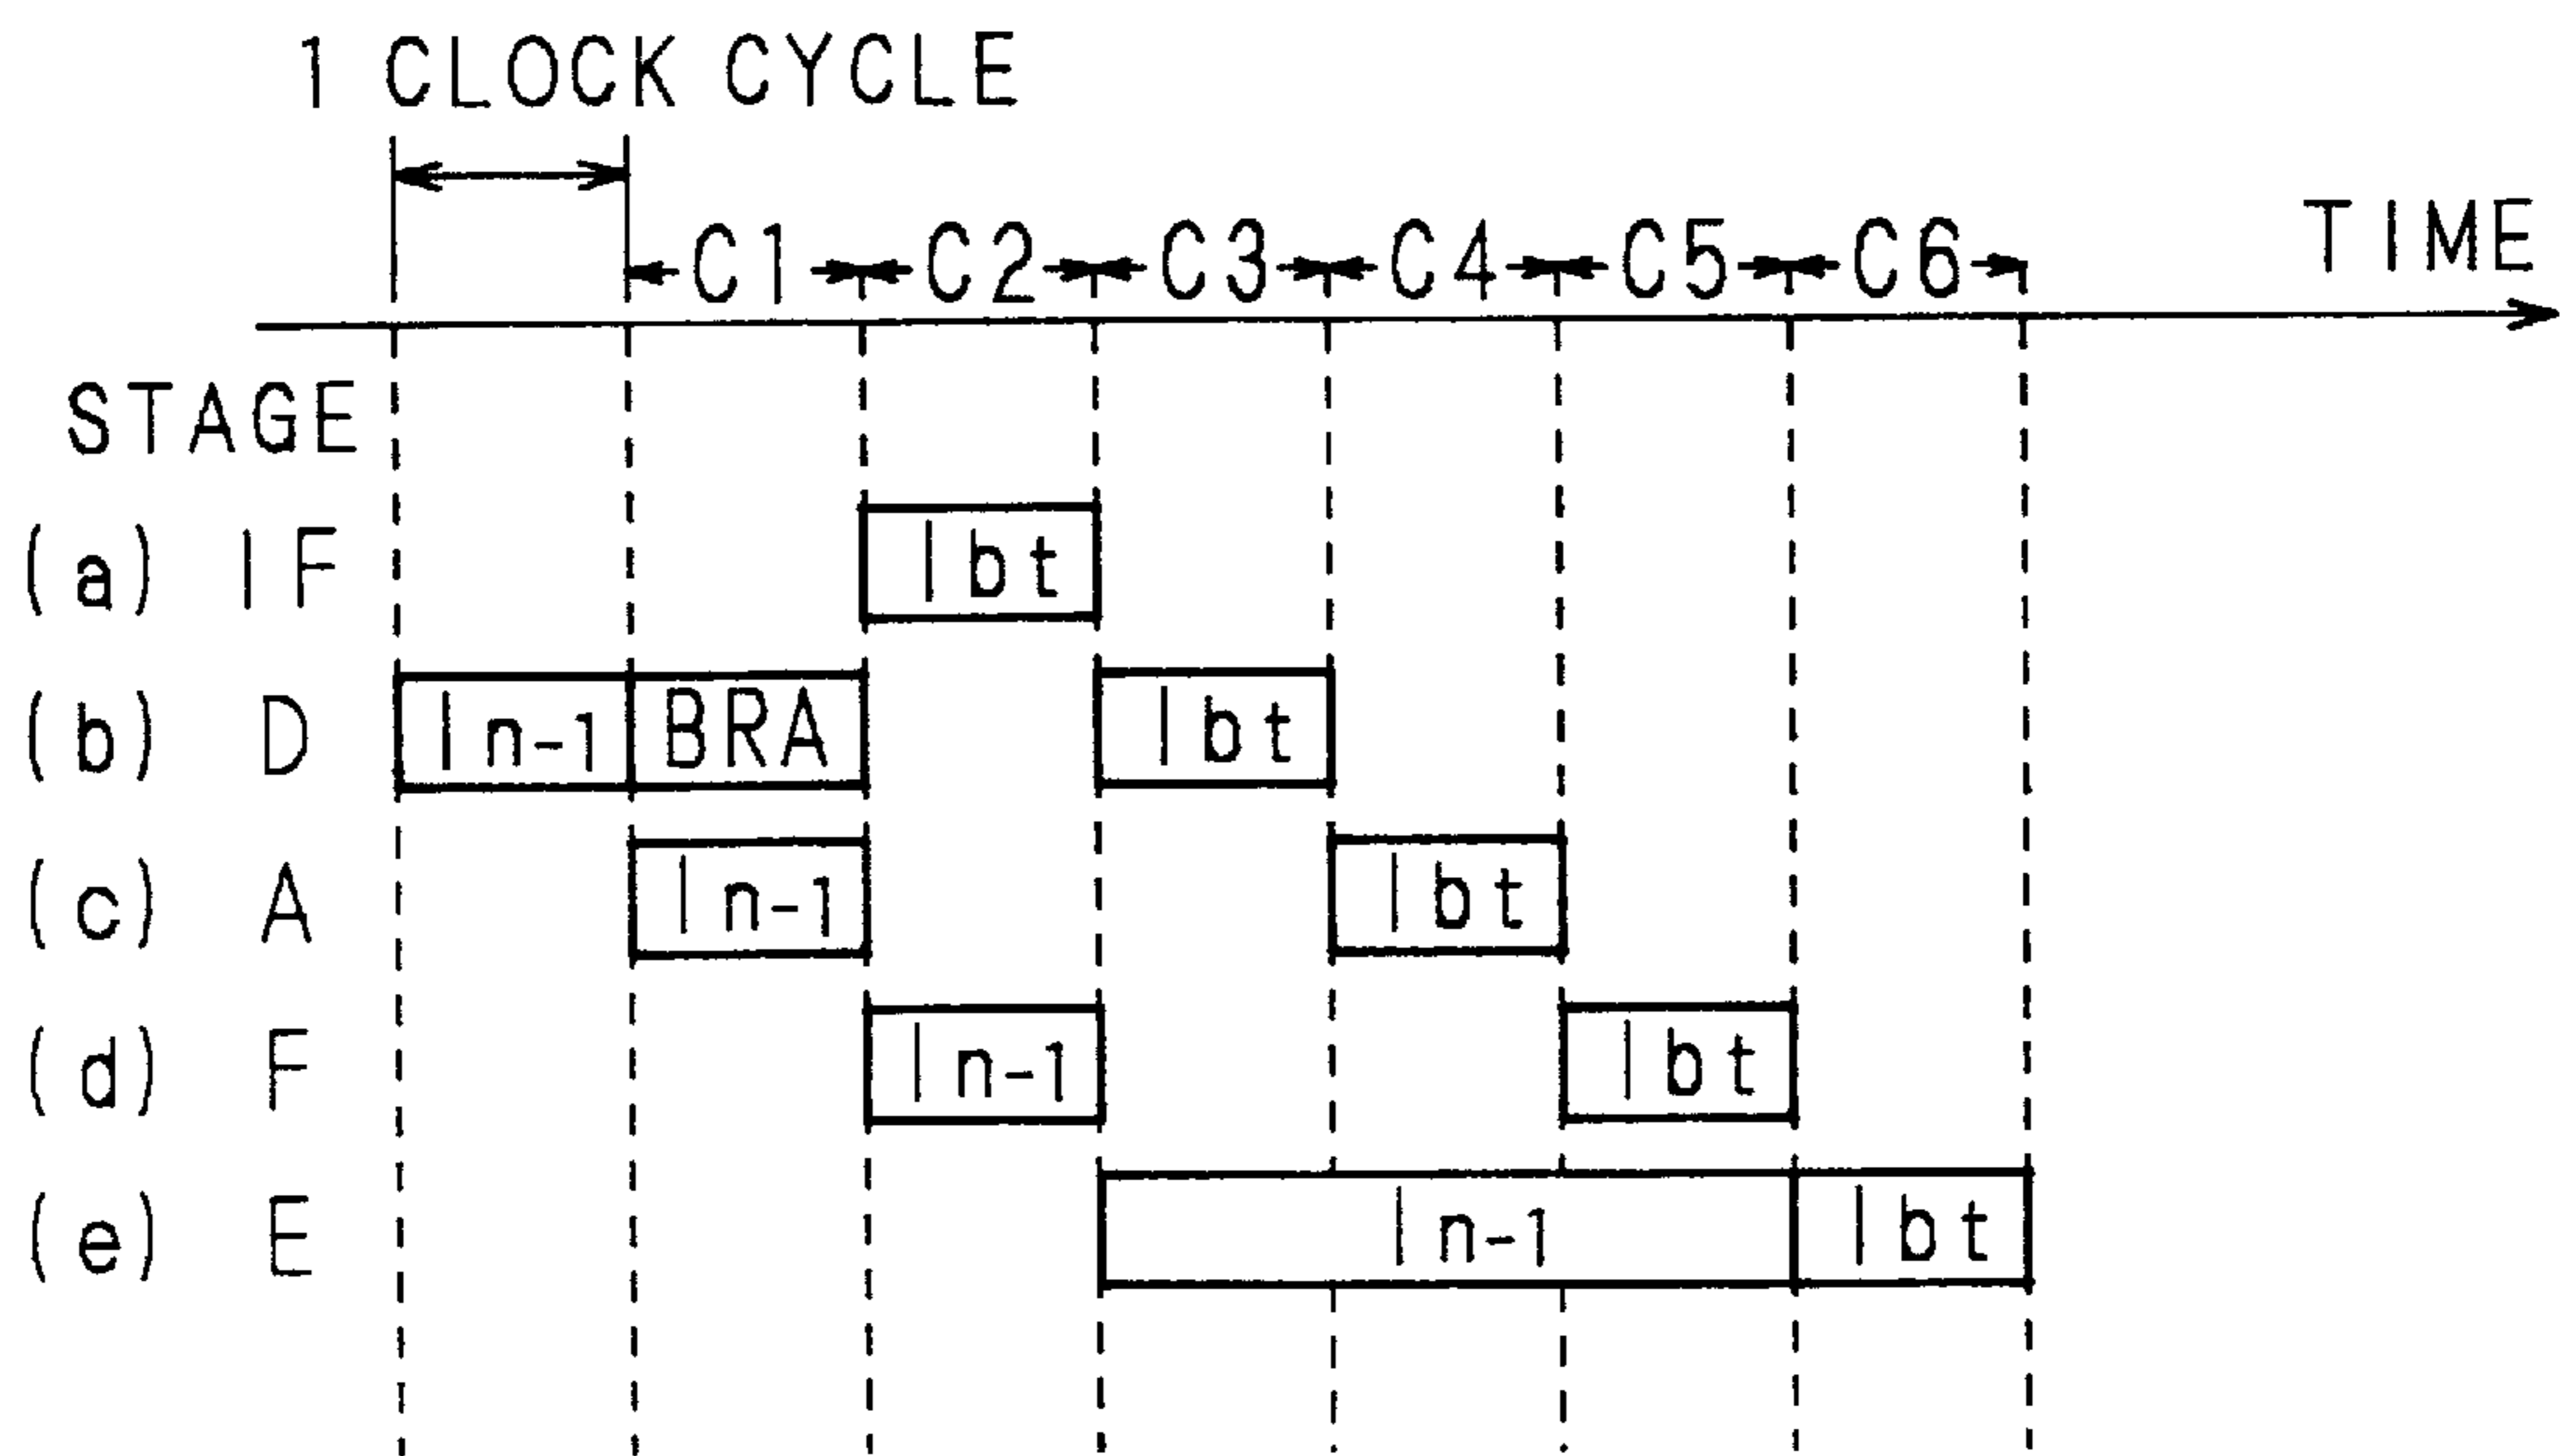 1 CLOCK CYCLE
C1 C2 C3 C4 C5 C6 TIME
STAGE
(a) IF Ibt
(b) D In-1 BRA Ibt
(c) A In-1 Ibt
(d) F In-1 Ibt
(e) E In-1 Ibt